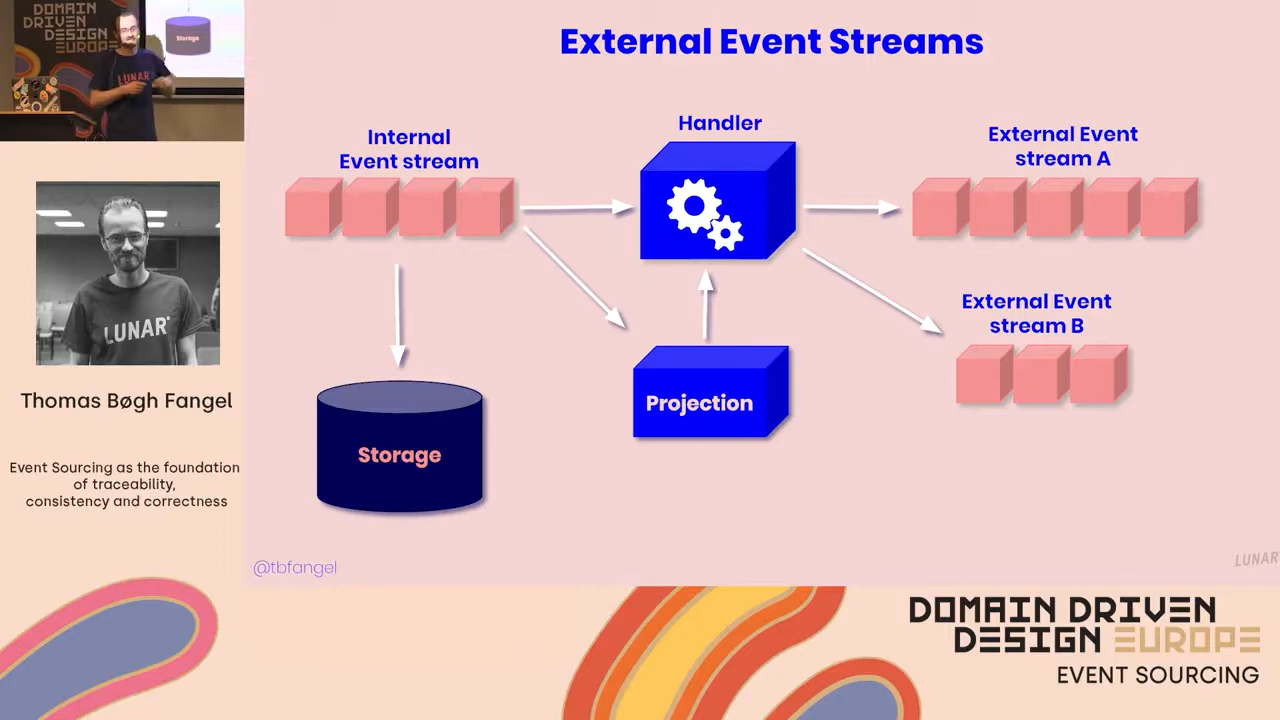 DOMAIN
DRIVEN
DESIGN
EUROPE
Storage
LUNAR
External Event Streams
Internal
Event stream
Handler
External Event
stream A
External Event
stream B
Projection
Storage
LUNAR
Thomas Bøgh Fangel
Event Sourcing as the foundation
of traceability,
consistency and correctness
@tbfangel
LUNAR
DOMAIN DRIVEN
DESIGN EUROPE
EVENT SOURCING